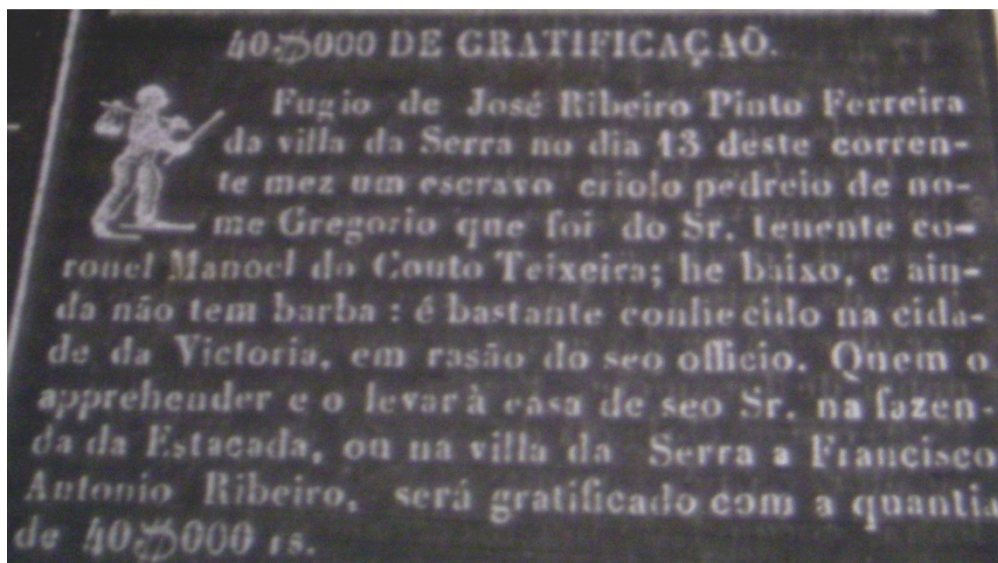 40$000 DE GRATIFICAÇAÕ.
Fugio de José Ribeiro Pinto Ferreira
da villa da Serra no dia 13 deste corren-
te mez um escravo criolo pedreio de no-
me Gregorio que foi do Sr. tenente co-
ronel Manoel do Couto Teixeira; he baixo, e ain-
da não tem barba : é bastante conhecido na cida-
de da Victoria, em rasão do seo officio. Quem o
apprehender e o levar à casa de seo Sr. na fazen-
da da Estacada, ou na villa da Serra a Francisco
Antonio Ribeiro, será gratificado com a quantia
de 40$000 rs.